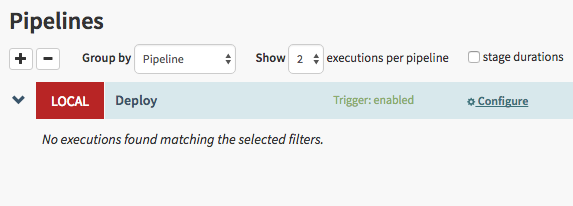 Pipelines
Group by Pipeline Show 2 executions per pipeline stage durations
LOCAL Deploy Trigger: enabled Configure
No executions found matching the selected filters.